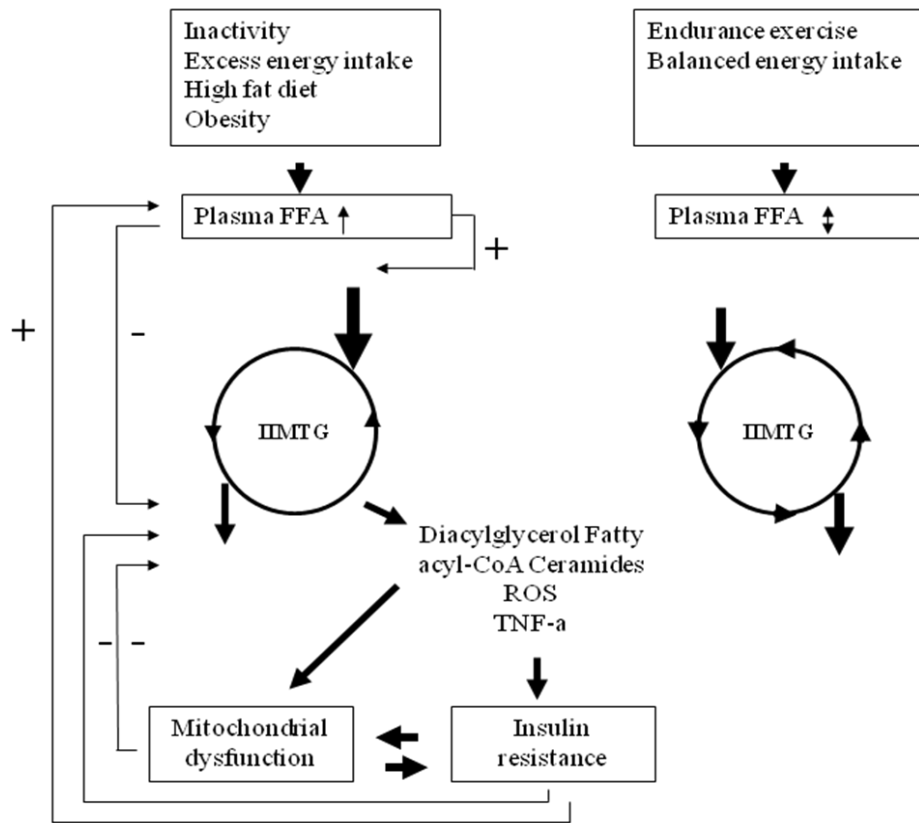 Inactivity
Excess energy intake
High fat diet
Obesity
Endurance exercise
Balanced energy intake
Plasma FFA
+
Plasma FFA
+
-
IIMTG
IIMTG
Diacylglycerol Fatty
acyl-CoA Ceramides
ROS
TNF-a
- -
Mitochondrial
dysfunction
Insulin
resistance